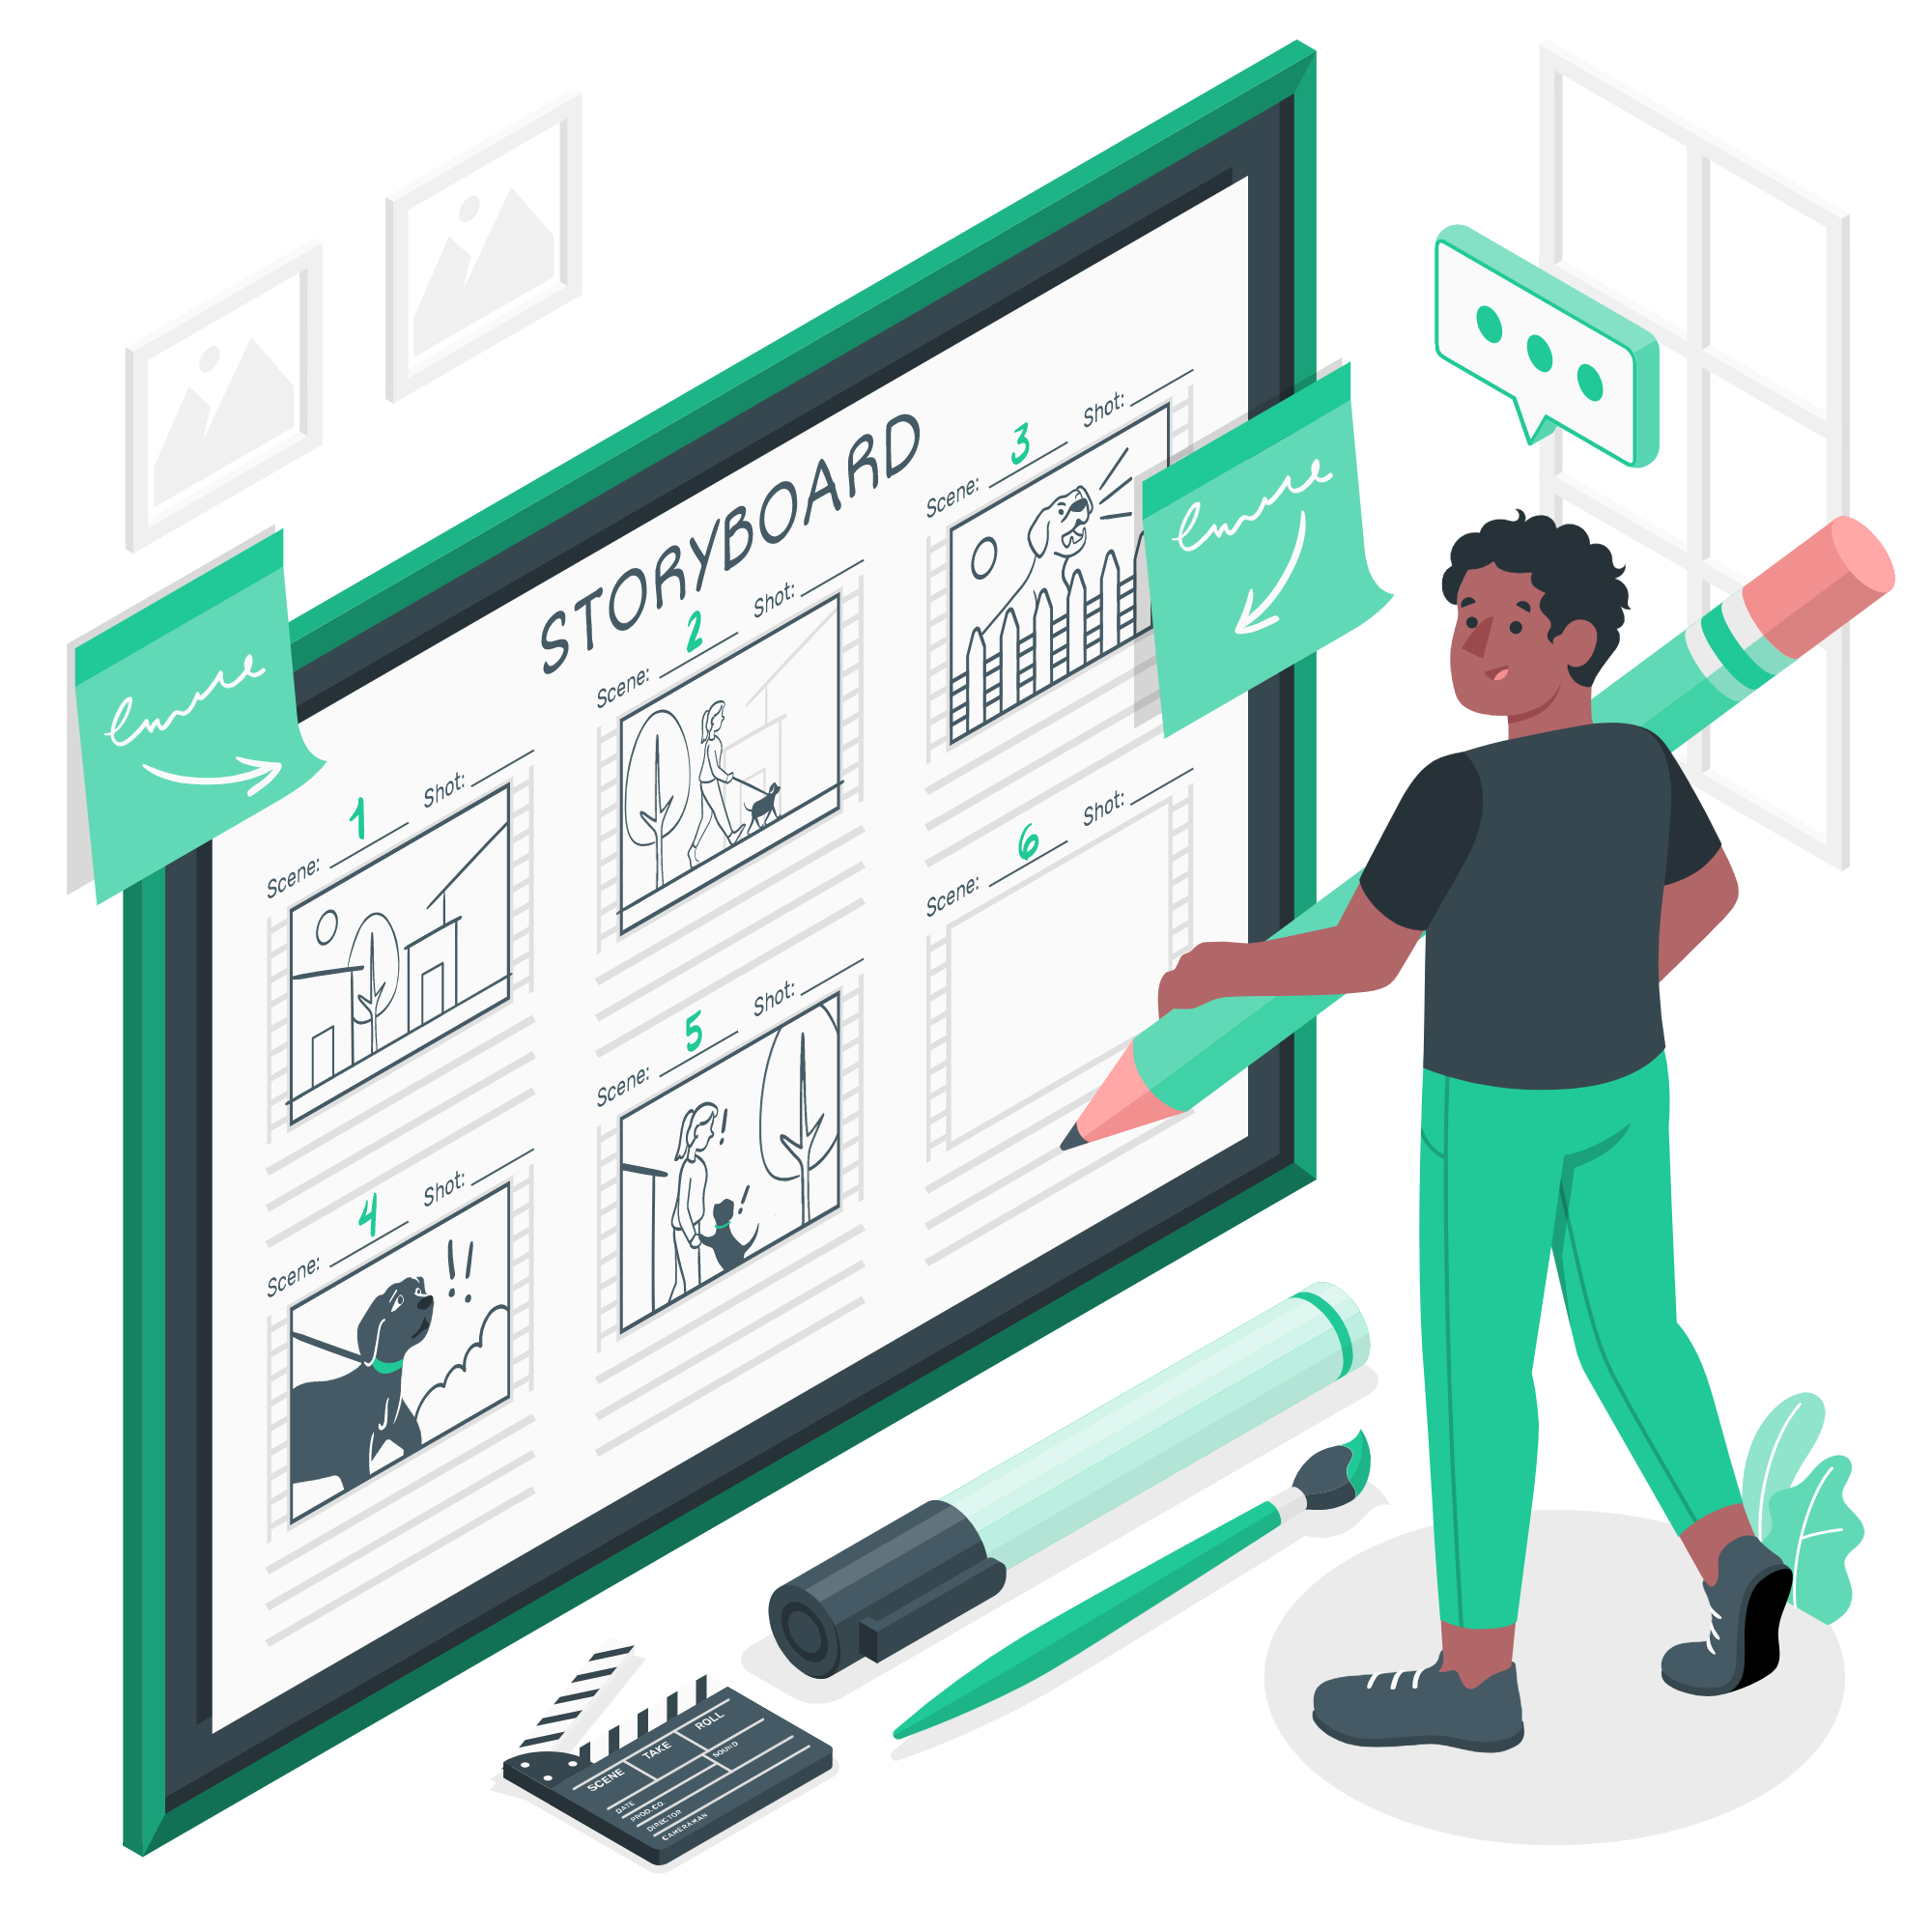 STORYBOARD
Scene: 1 Shot:
Scene: 2 Shot:
Scene: 3 Shot:
Scene: 4 Shot:
!!
Scene: 5 Shot:
!
!
Scene: 6 Shot:
SCENE TAKE ROLL
DATE SOUND
PROD.CO.
DIRECTOR
CAMERAMAN